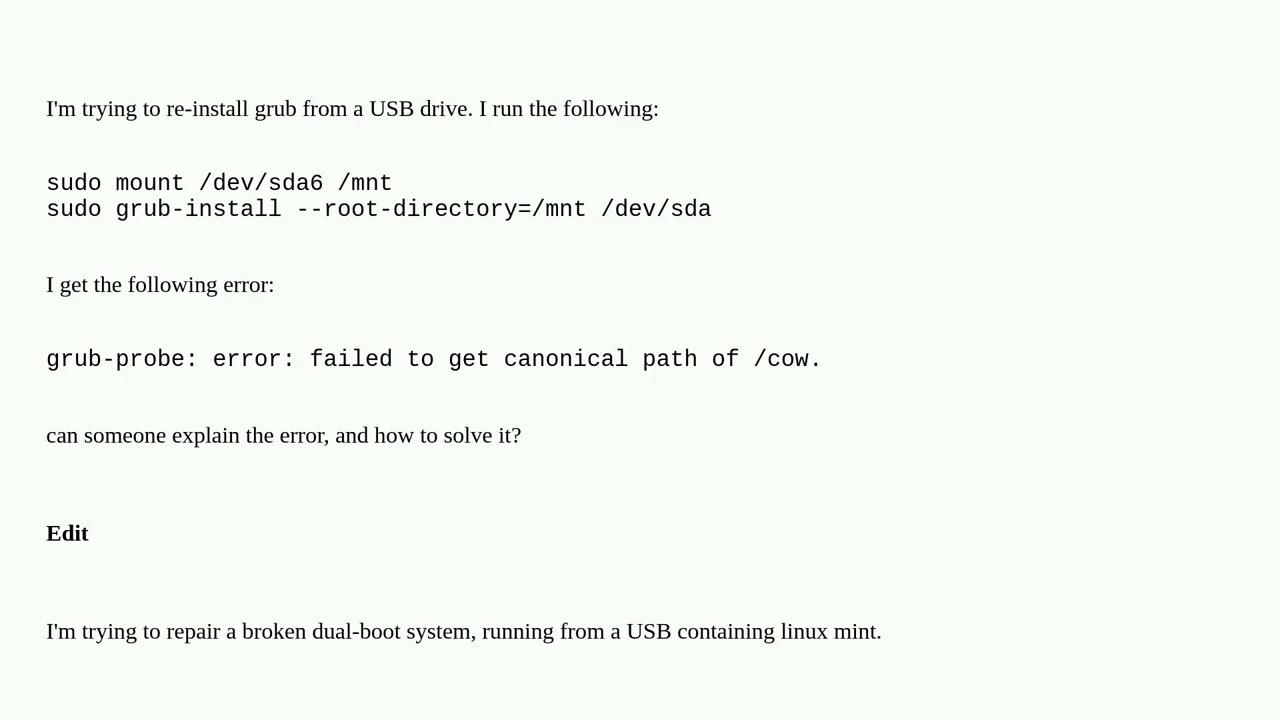 I'm trying to re-install grub from a USB drive. I run the following:
sudo mount /dev/sda6 /mnt
sudo grub-install --root-directory=/mnt /dev/sda
I get the following error:
grub-probe: error: failed to get canonical path of /cow.
can someone explain the error, and how to solve it?
Edit
I'm trying to repair a broken dual-boot system, running from a USB containing linux mint.